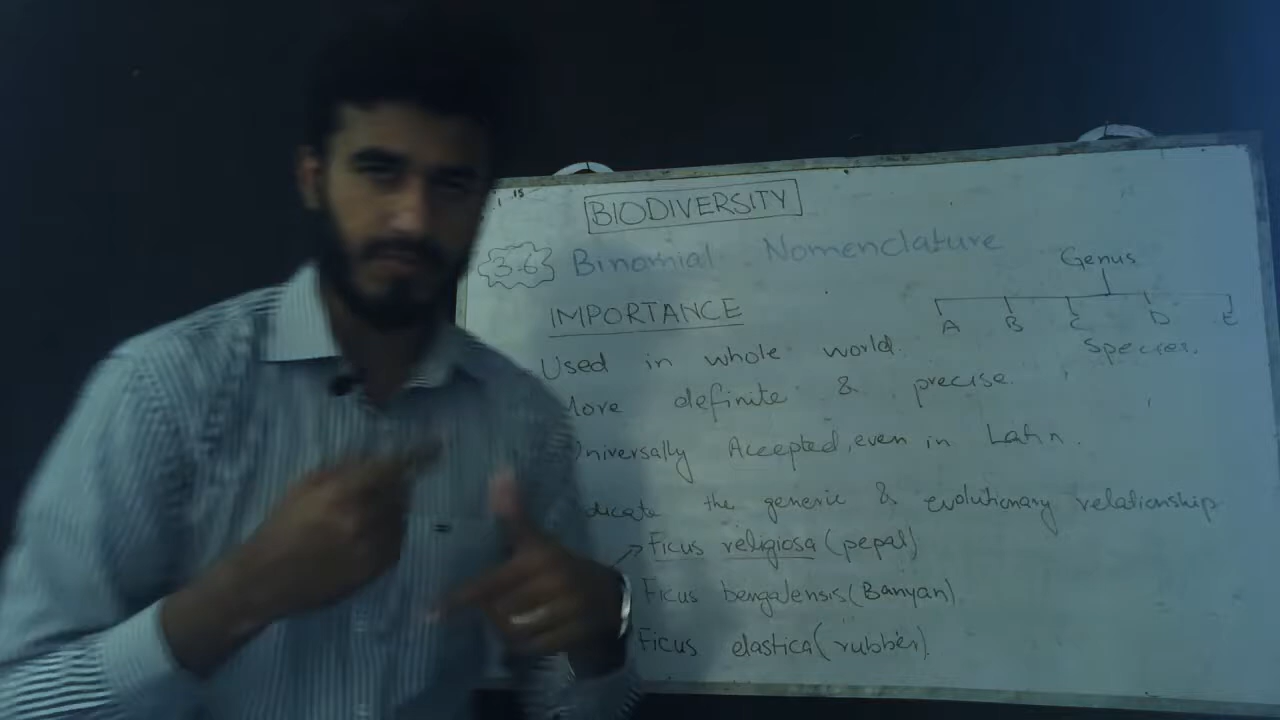 BIODIVERSITY
3.6 Binomial Nomenclature
Genus
A B C D E
Species.
IMPORTANCE
Used in whole world.
More definite & precise.
Universally Accepted, even in Latin.
the generic & evolutionary relationship
Ficus religiosa (pepal)
Ficus bengalensis (Banyan)
Ficus elastica (rubber)